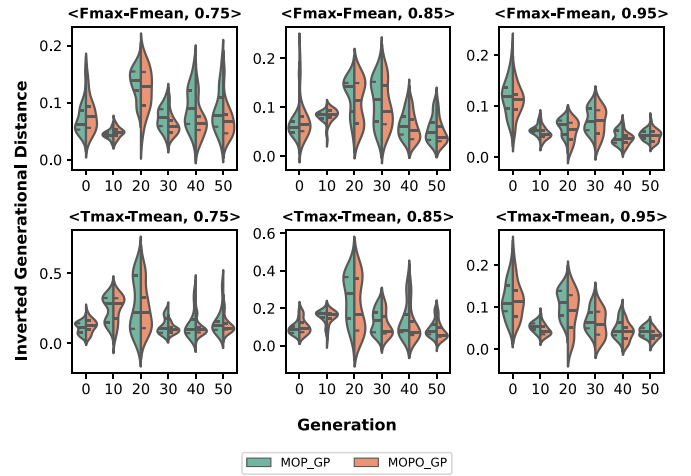 <Fmax-Fmean, 0.75> <Fmax-Fmean, 0.85> <Fmax-Fmean, 0.95>
0.2 0.2 0.2
0.1 0.1 0.1
0.0 0.0 0.0
0 10 20 30 40 50 0 10 20 30 40 50 0 10 20 30 40 50
<Tmax-Tmean, 0.75> <Tmax-Tmean, 0.85> <Tmax-Tmean, 0.95>
0.5 0.6 0.2
0.0 0.4 0.1
0.2 0.0
0.0
0 10 20 30 40 50 0 10 20 30 40 50 0 10 20 30 40 50
Inverted Generational Distance
Generation
MOP_GP MOPO_GP